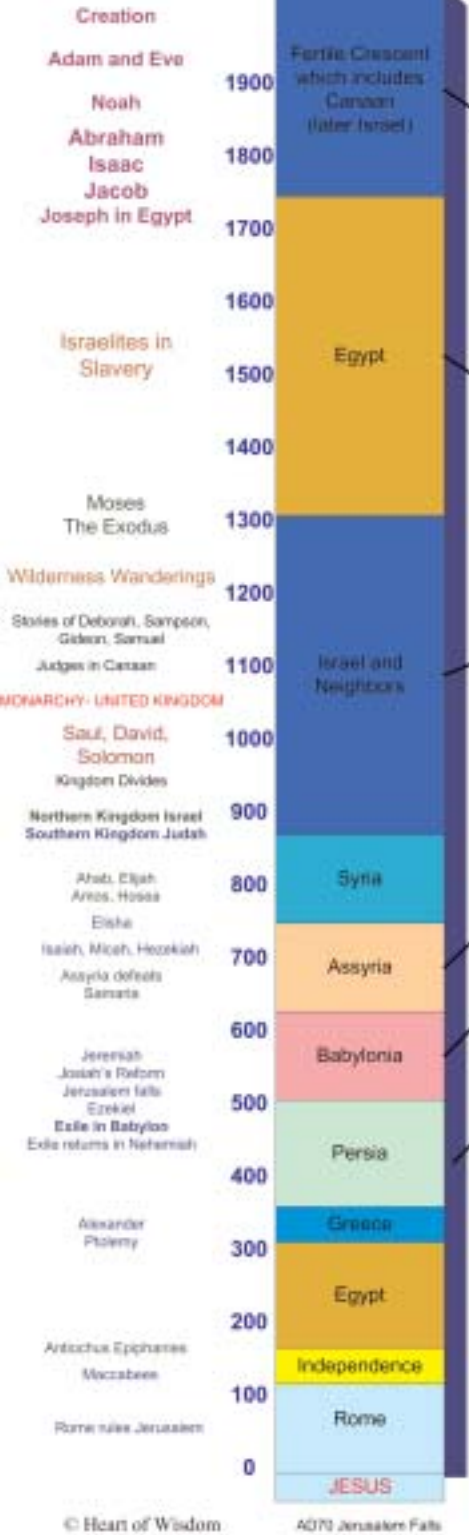 Creation
Adam and Eve
Noah
Abraham
Isaac
Jacob
Joseph in Egypt
Israelites in
Slavery
Moses
The Exodus
Wilderness Wanderings
Stories of Deborah, Sampson,
Gideon, Samuel
Judges in Canaan
MONARCHY- UNITED KINGDOM
Saul, David,
Solomon
Kingdom Divides
Northern Kingdom Israel
Southern Kingdom Judah
Ahab, Elijah
Amos, Hosea
Elisha
Isaiah, Micah, Hezekiah
Assyria defeats
Samaria
Jeremiah
Josiah's Reform
Jerusalem falls
Ezekiel
Exile in Babylon
Exile returns in Nehemiah
Alexander
Ptolemy
Antiochus Epiphanes
Maccabees
Rome rules Jerusalem
1900
1800
1700
1600
1500
1400
1300
1200
1100
1000
900
800
700
600
500
400
300
200
100
0
Fertile Crescent
which includes
Canaan
(later Israel)
Egypt
Israel and
Neighbors
Syria
Assyria
Babylonia
Persia
Greece
Egypt
Independence
Rome
JESUS
© Heart of Wisdom
AD70 Jerusalem Falls